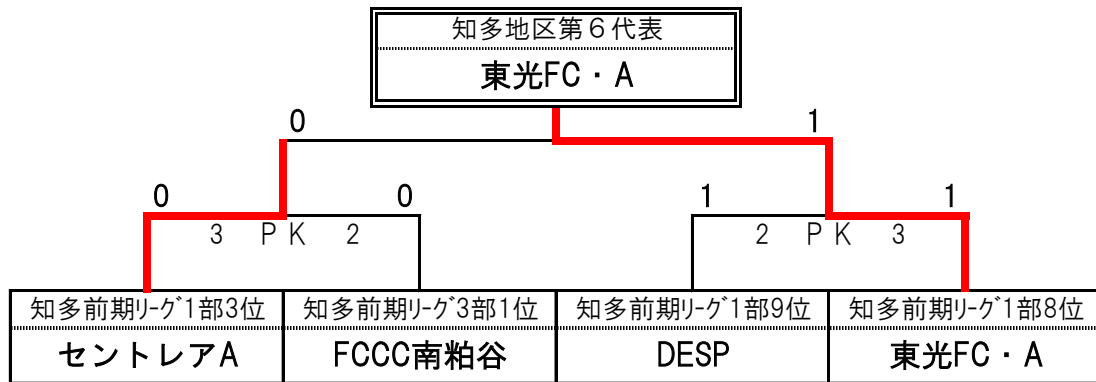 知多地区第６代表
東光FC・A
0 1
0 0 1 1
3 PK 2 2 PK 3
知多前期ﾘｰｸﾞ1部3位 知多前期ﾘｰｸﾞ3部1位 知多前期ﾘｰｸﾞ1部9位 知多前期ﾘｰｸﾞ1部8位
セントレアA FCCC南粕谷 DESP 東光FC・A